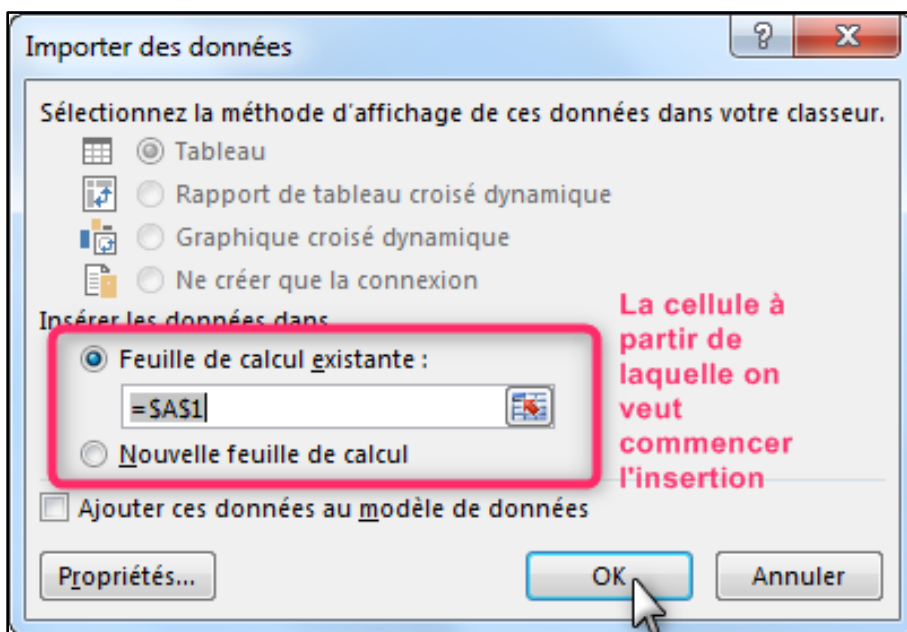 Importer des données
?
Sélectionnez la méthode d'affichage de ces données dans votre classeur.
Tableau
Rapport de tableau croisé dynamique
Graphique croisé dynamique
Ne créer que la connexion
Insérer les données dans
Feuille de calcul existante :
=$A$1
Nouvelle feuille de calcul
La cellule à
partir de
laquelle on
veut
commencer
l'insertion
Ajouter ces données au modèle de données
Propriétés...
OK
Annuler